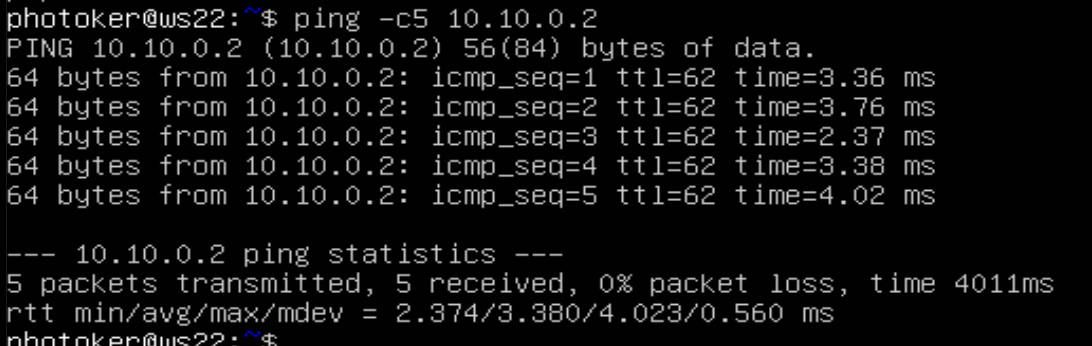 photoker@ws22:~$ ping -c5 10.10.0.2
PING 10.10.0.2 (10.10.0.2) 56(84) bytes of data.
64 bytes from 10.10.0.2: icmp_seq=1 ttl=62 time=3.36 ms
64 bytes from 10.10.0.2: icmp_seq=2 ttl=62 time=3.76 ms
64 bytes from 10.10.0.2: icmp_seq=3 ttl=62 time=2.37 ms
64 bytes from 10.10.0.2: icmp_seq=4 ttl=62 time=3.38 ms
64 bytes from 10.10.0.2: icmp_seq=5 ttl=62 time=4.02 ms
--- 10.10.0.2 ping statistics ---
5 packets transmitted, 5 received, 0% packet loss, time 4011ms
rtt min/avg/max/mdev = 2.374/3.380/4.023/0.560 ms
photoker@ws22:~$